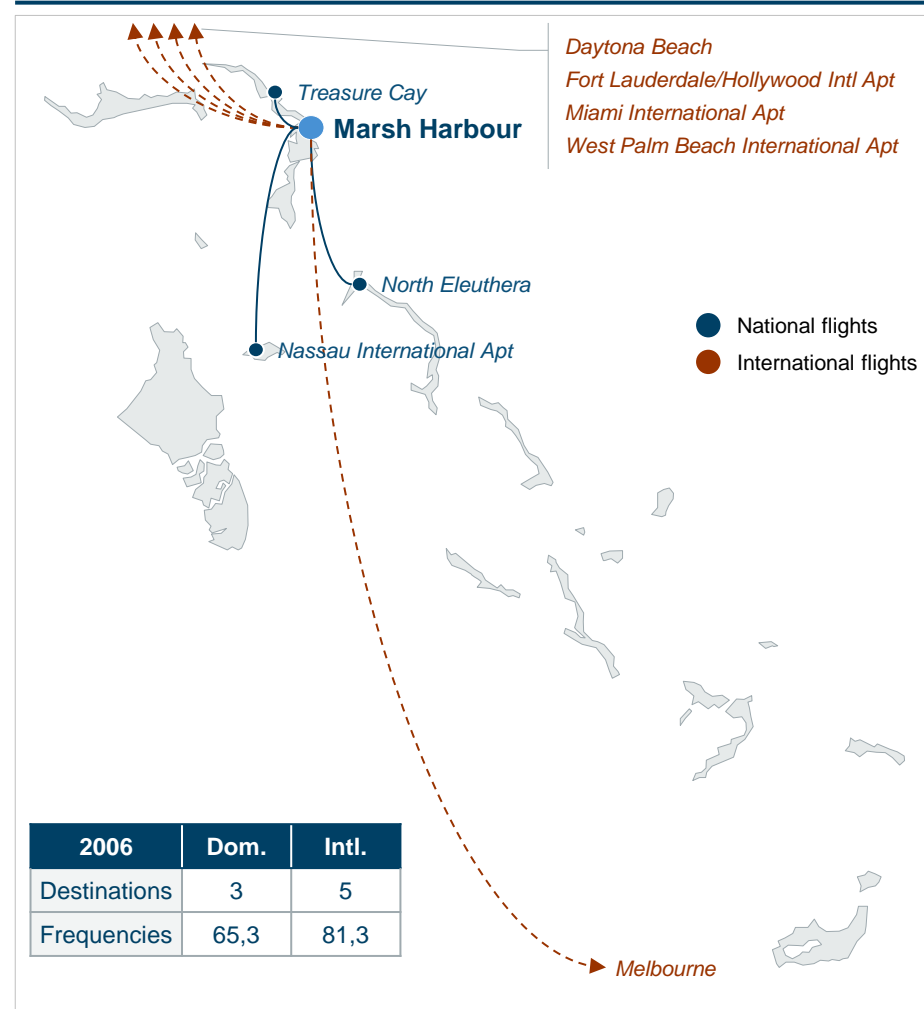 Daytona Beach
Fort Lauderdale/Hollywood Intl Apt
Miami International Apt
West Palm Beach International Apt
Treasure Cay
Marsh Harbour
North Eleuthera
Nassau International Apt
National flights
International flights
2006 Dom. Intl.
Destinations 3 5
Frequencies 65,3 81,3
Melbourne